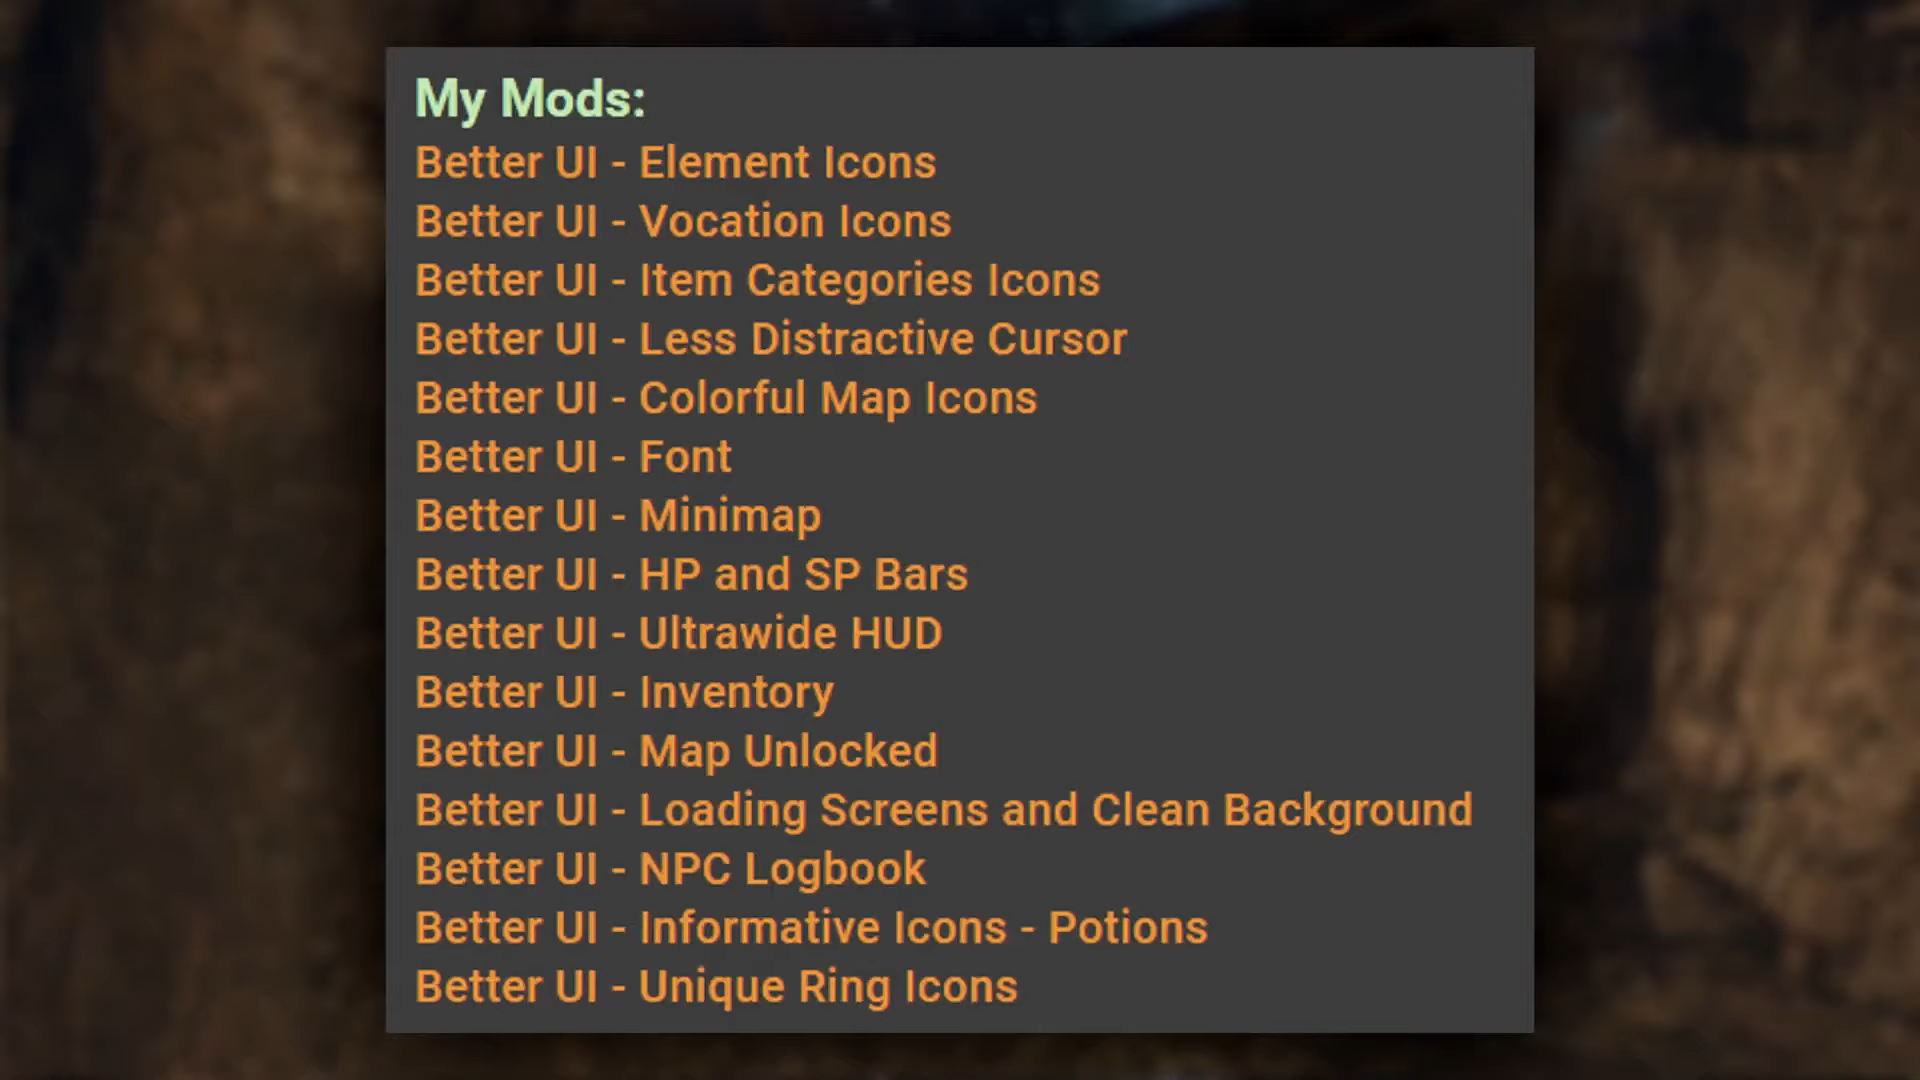 My Mods:
Better UI - Element Icons
Better UI - Vocation Icons
Better UI - Item Categories Icons
Better UI - Less Distractive Cursor
Better UI - Colorful Map Icons
Better UI - Font
Better UI - Minimap
Better UI - HP and SP Bars
Better UI - Ultrawide HUD
Better UI - Inventory
Better UI - Map Unlocked
Better UI - Loading Screens and Clean Background
Better UI - NPC Logbook
Better UI - Informative Icons - Potions
Better UI - Unique Ring Icons